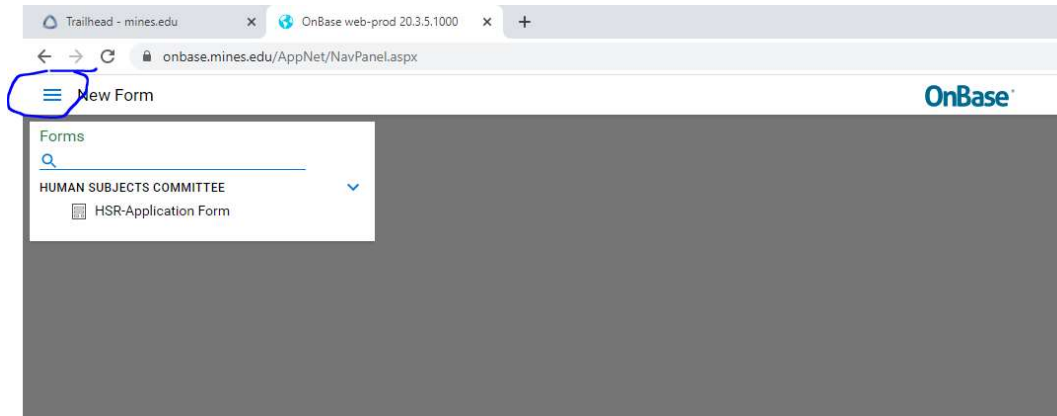 Trailhead - mines.edu
OnBase web-prod 20.3.5.1000
onbase.mines.edu/AppNet/NavPanel.aspx
New Form
OnBase
Forms
HUMAN SUBJECTS COMMITTEE
HSR-Application Form